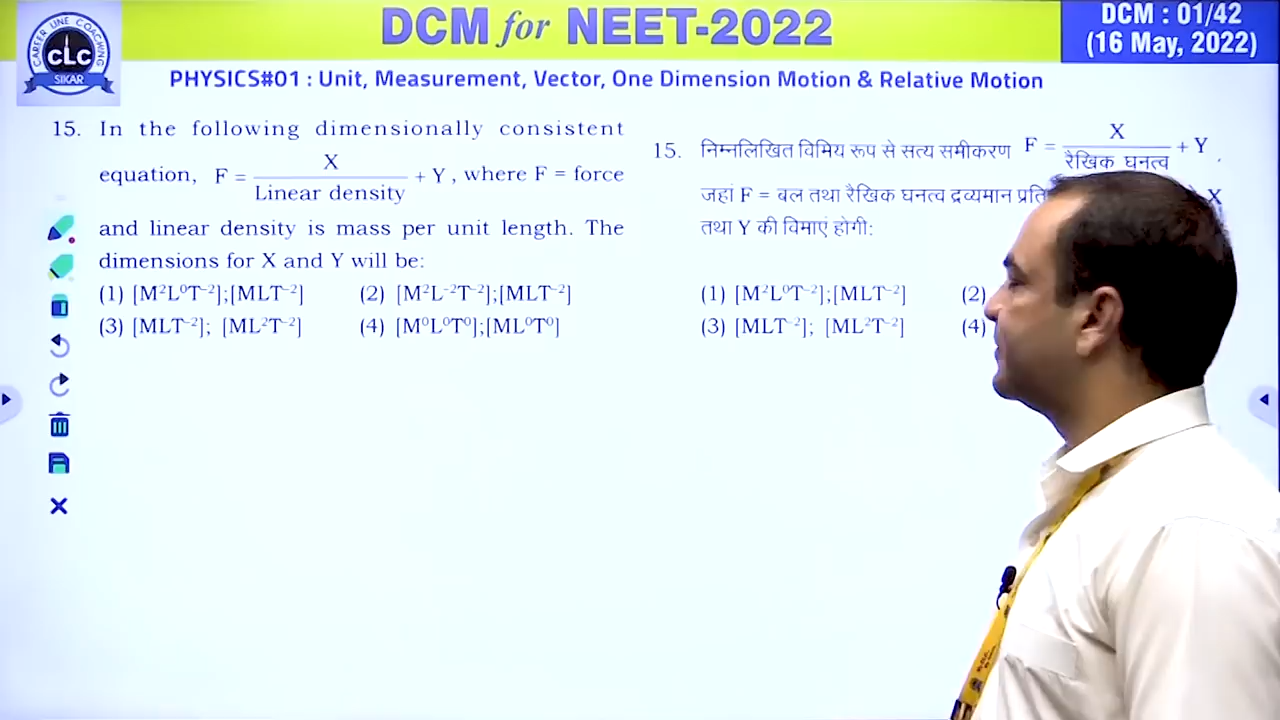 DCM for NEET-2022
DCM : 01/42
(16 May, 2022)
CAREER LINE COACHING
CLC
SIKAR
PHYSICS#01 : Unit, Measurement, Vector, One Dimension Motion & Relative Motion
15. In the following dimensionally consistent
equation, F = X / Linear density + Y, where F = force
and linear density is mass per unit length. The
dimensions for X and Y will be:
(1) [M²L⁰T⁻²];[MLT⁻²] (2) [M²L⁻²T⁻²];[MLT⁻²]
(3) [MLT⁻²]; [ML²T⁻²] (4) [M⁰L⁰T⁰];[ML⁰T⁰]
15. निम्नलिखित विमिय रूप से सत्य समीकरण F = X / रैखिक घनत्व + Y
जहां F = बल तथा रैखिक घनत्व द्रव्यमान प्रति X
तथा Y की विमाएं होगी:
(1) [M²L⁰T⁻²];[MLT⁻²] (2)
(3) [MLT⁻²]; [ML²T⁻²] (4)